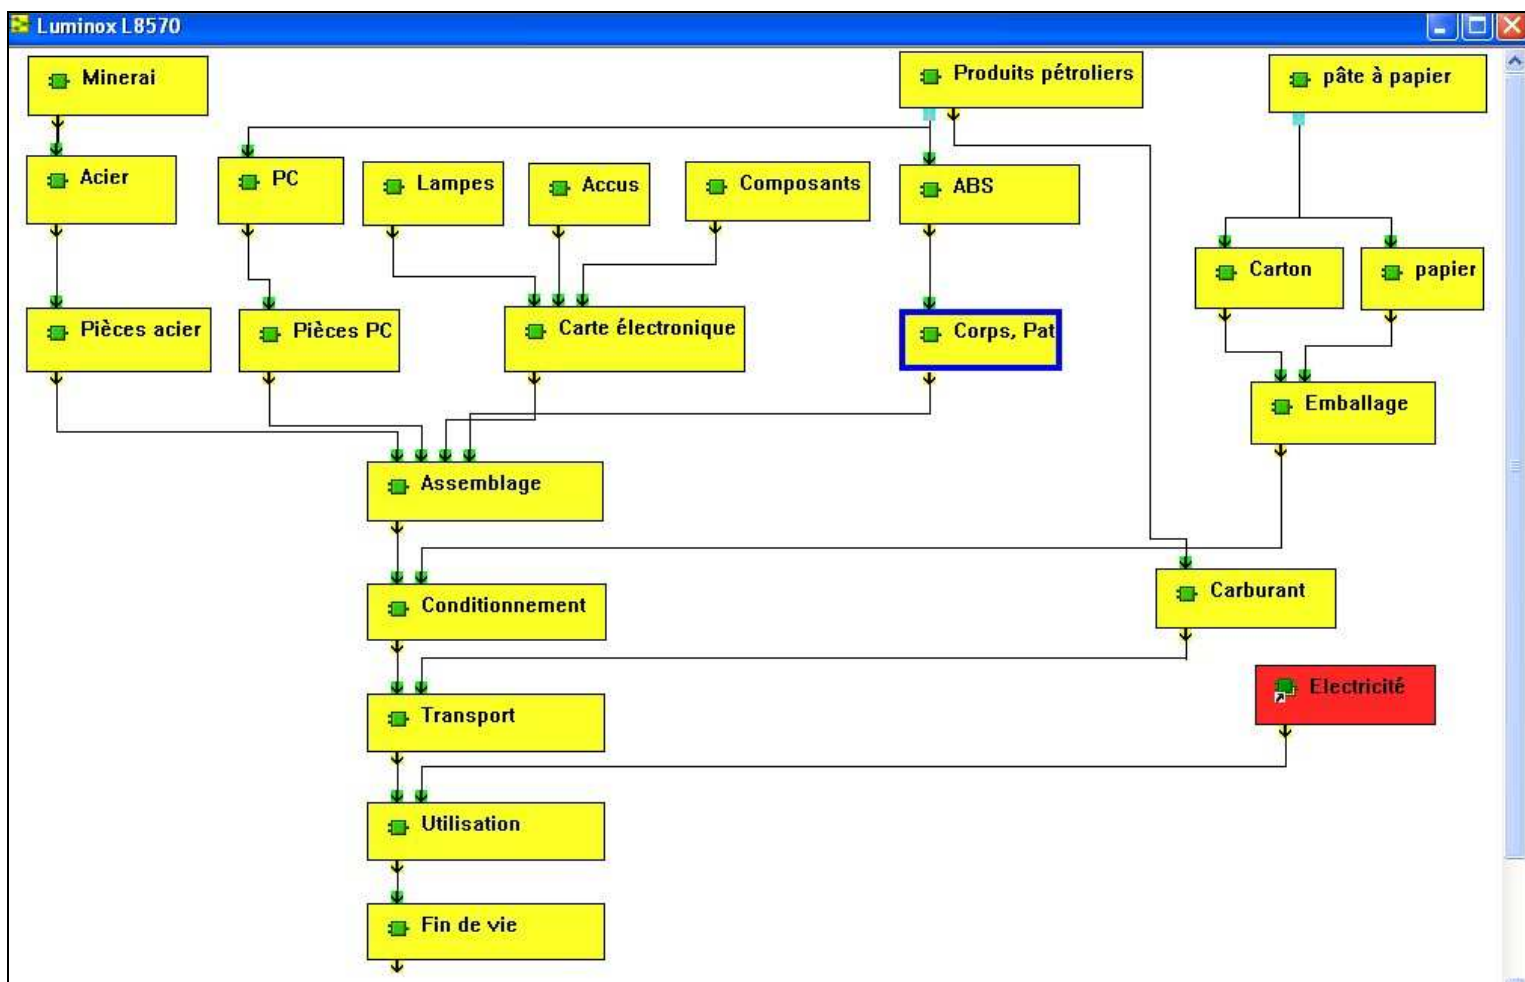 Luminox L8570
Minerai
Produits pétroliers
pâte à papier
Acier
PC
Lampes
Accus
Composants
ABS
Carton
papier
Pièces acier
Pièces PC
Carte électronique
Corps, Pat
Emballage
Assemblage
Conditionnement
Carburant
Transport
Electricité
Utilisation
Fin de vie